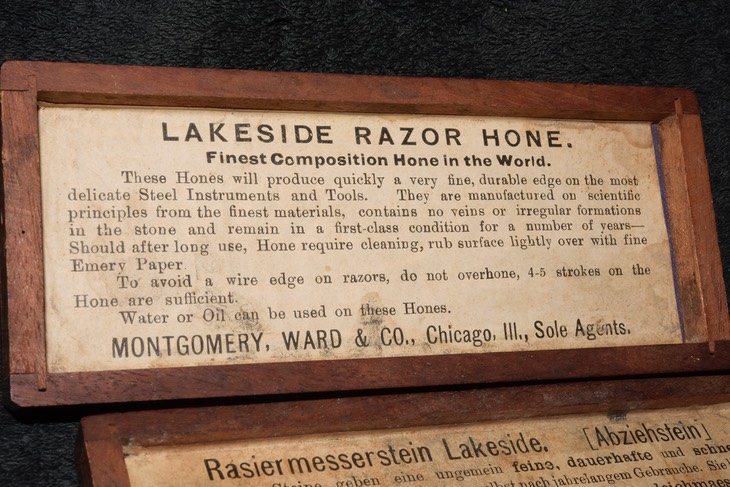 LAKESIDE RAZOR HONE.
Finest Composition Hone in the World.
These Hones will produce quickly a very fine, durable edge on the most
delicate Steel Instruments and Tools. They are manufactured on scientific
principles from the finest materials, contains no veins or irregular formations
in the stone and remain in a first-class condition for a number of years—
Should after long use, Hone require cleaning, rub surface lightly over with fine
Emery Paper.
To avoid a wire edge on razors, do not overhone, 4-5 strokes on the
Hone are sufficient.
Water or Oil can be used on these Hones.
MONTGOMERY, WARD & CO., Chicago, Ill., Sole Agents.
Rasiermesserstein Lakeside. [Abziehstein]
Steine geben eine ungemein feine, dauerhafte und
selbst nach jahrelangem Gebrauche. Sie